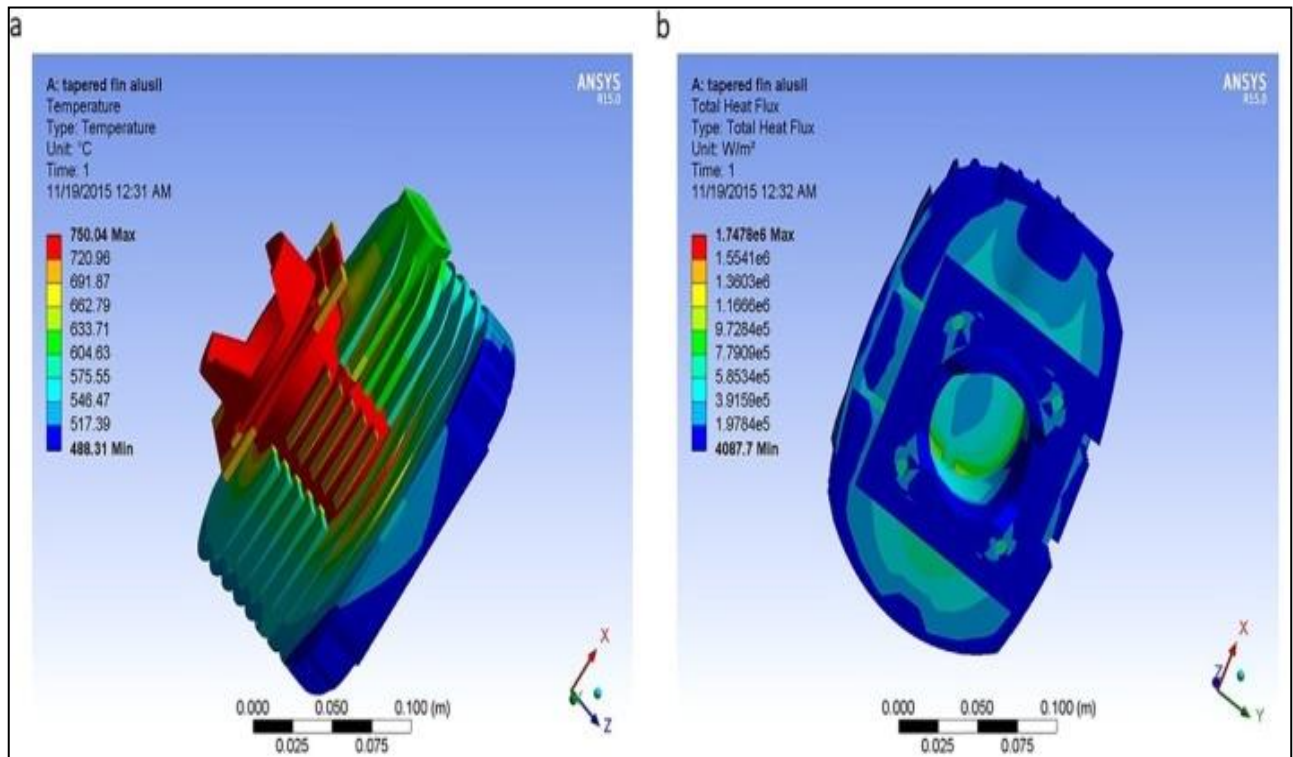 a
A: tapered fin alusil
Temperature
Type: Temperature
Unit: °C
Time: 1
11/19/2015 12:31 AM
ANSYS
R15.0
750.04 Max
720.96
691.87
662.79
633.71
604.63
575.55
546.47
517.39
488.31 Min
X
Z
0.000 0.050 0.100 (m)
0.025 0.075
b
A: tapered fin alusil
Total Heat Flux
Type: Total Heat Flux
Unit: W/m²
Time: 1
11/19/2015 12:32 AM
ANSYS
R15.0
1.7478e6 Max
1.5541e6
1.3603e6
1.1666e6
9.7284e5
7.7909e5
5.8534e5
3.9159e5
1.9784e5
4087.7 Min
X
Z
Y
0.000 0.050 0.100 (m)
0.025 0.075